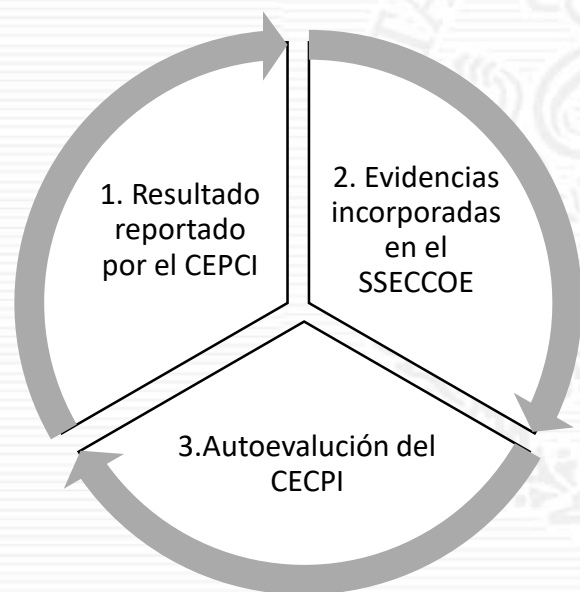 1. Resultado
reportado
por el CEPCI
2. Evidencias
incorporadas
en el
SSECCOE
3.Autoevalución del
CECPI